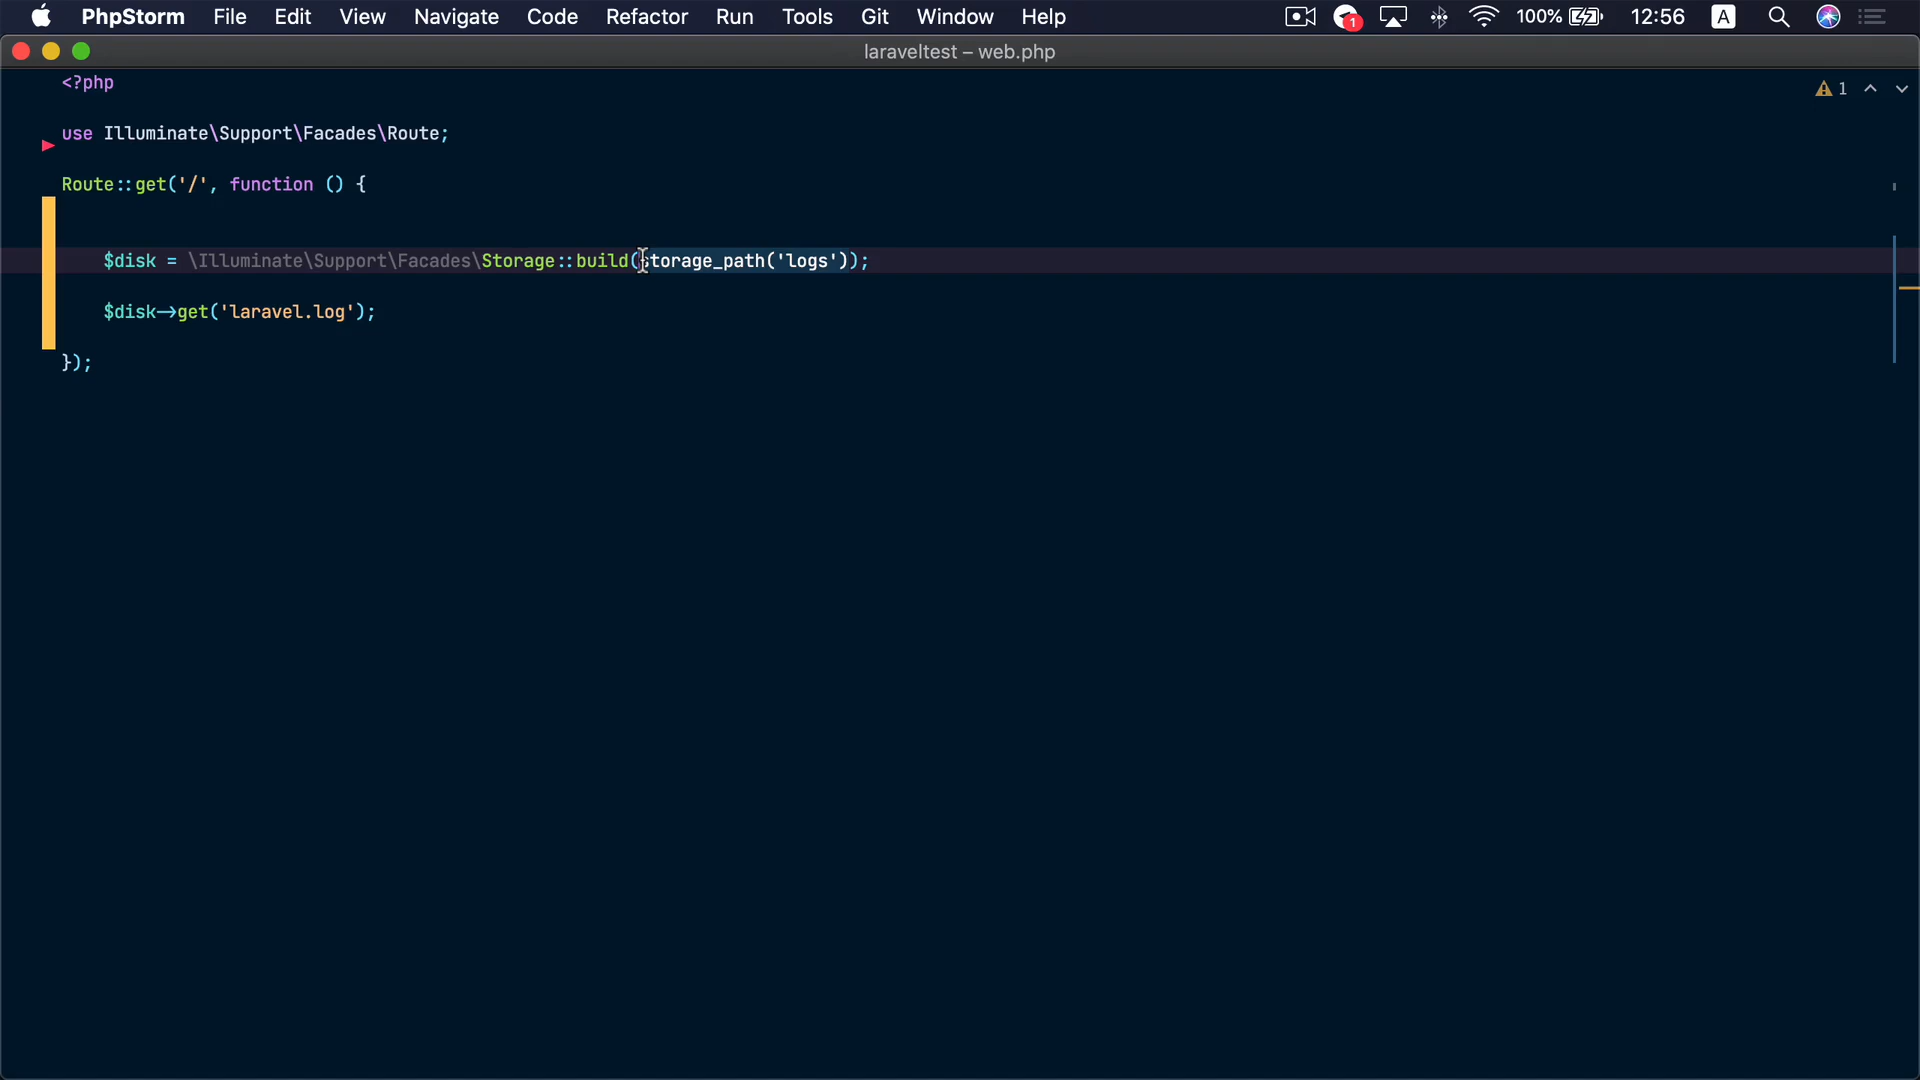 PhpStorm File Edit View Navigate Code Refactor Run Tools Git Window Help 1 100% 12:56 A
laraveltest – web.php
<?php
1
use Illuminate\Support\Facades\Route;
Route::get('/', function () {
$disk = \Illuminate\Support\Facades\Storage::build(storage_path('logs'));
$disk->get('laravel.log');
});